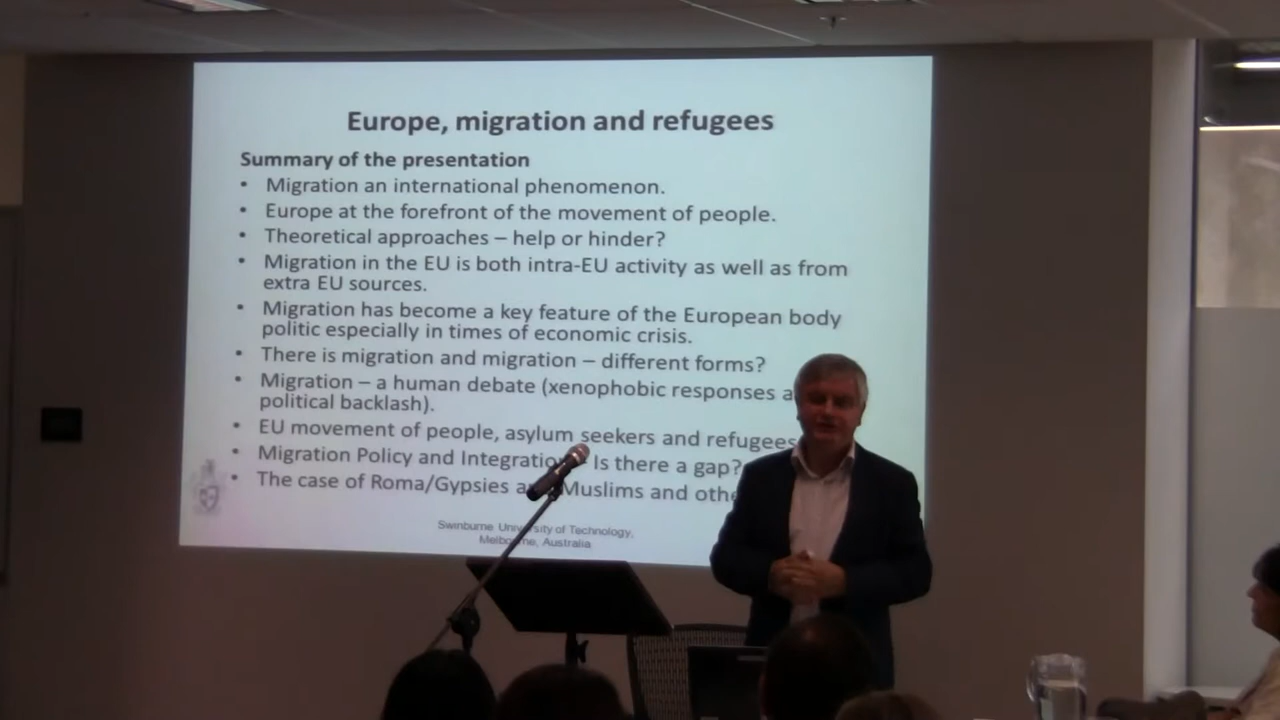 Europe, migration and refugees
Summary of the presentation
• Migration an international phenomenon.
• Europe at the forefront of the movement of people.
• Theoretical approaches – help or hinder?
• Migration in the EU is both intra-EU activity as well as from
extra EU sources.
• Migration has become a key feature of the European body
politic especially in times of economic crisis.
• There is migration and migration – different forms?
• Migration – a human debate (xenophobic responses
political backlash).
• EU movement of people, asylum seekers and refugees
• Migration Policy and Integration Is there a gap?
• The case of Roma/Gypsies Muslims and
Swinburne University of Technology,
Melbourne, Australia